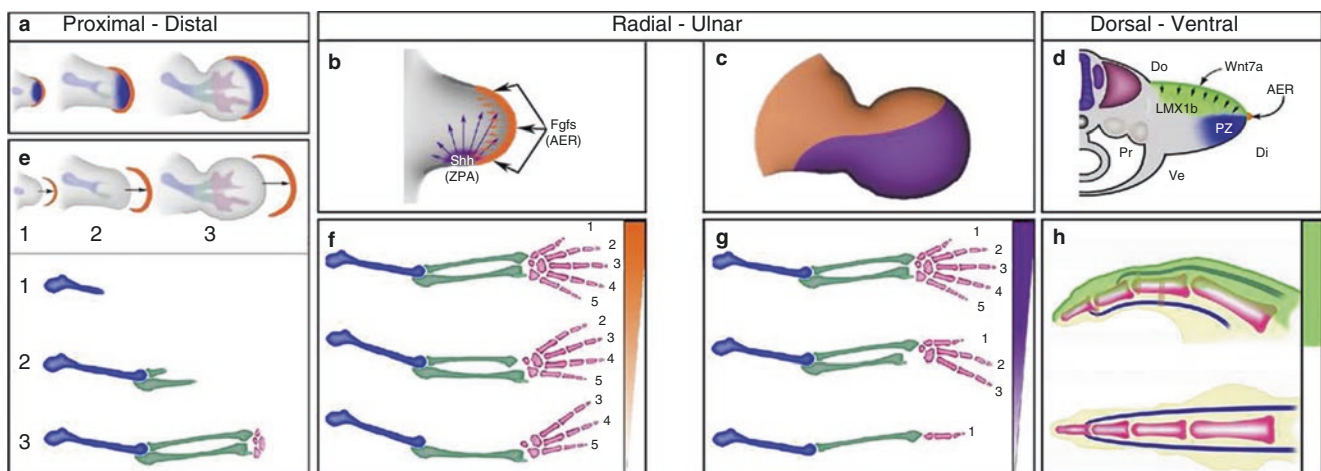 a
Proximal - Distal
Radial - Ulnar
Dorsal - Ventral
b
Fgfs
(AER)
Shh
(ZPA)
c
d
Do
Wnt7a
AER
LMX1b
PZ
Pr
Di
Ve
e
1 2 3
1
2
3
f
1
2
3
4
5
2
3
4
5
3
4
5
g
1
2
3
4
5
1
2
3
1
h